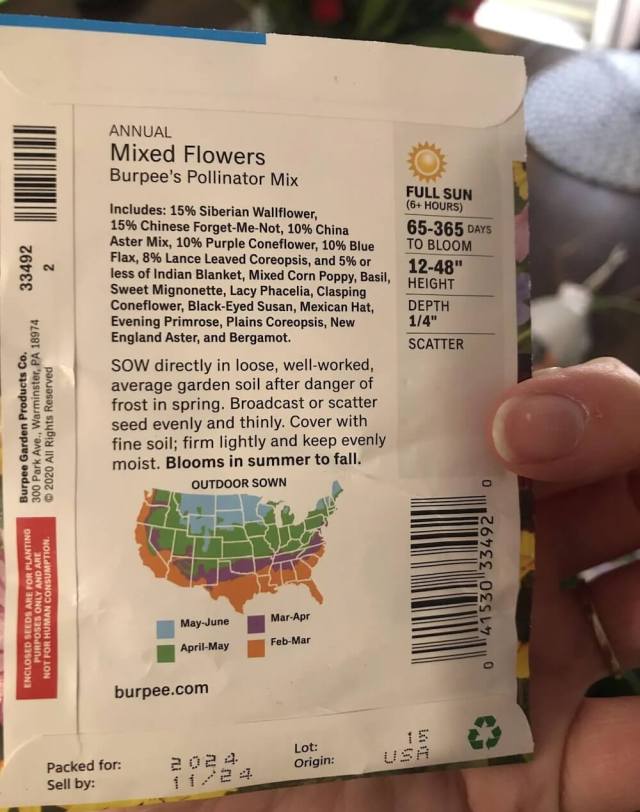 ANNUAL
Mixed Flowers
Burpee's Pollinator Mix
Includes: 15% Siberian Wallflower,
15% Chinese Forget-Me-Not, 10% China
Aster Mix, 10% Purple Coneflower, 10% Blue
Flax, 8% Lance Leaved Coreopsis, and 5% or
less of Indian Blanket, Mixed Corn Poppy, Basil,
Sweet Mignonette, Lacy Phacelia, Clasping
Coneflower, Black-Eyed Susan, Mexican Hat,
Evening Primrose, Plains Coreopsis, New
England Aster, and Bergamot.
SOW directly in loose, well-worked,
average garden soil after danger of
frost in spring. Broadcast or scatter
seed evenly and thinly. Cover with
fine soil; firm lightly and keep evenly
moist. Blooms in summer to fall.
OUTDOOR SOWN
May-June
Mar-Apr
April-May
Feb-Mar
burpee.com
FULL SUN
(6+ HOURS)
65-365 DAYS
TO BLOOM
12-48"
HEIGHT
DEPTH
1/4"
SCATTER
0 41530 33492 0
33492
2
Burpee Garden Products Co.
300 Park Ave., Warminster, PA 18974
© 2020 All Rights Reserved
ENCLOSED SEEDS ARE FOR PLANTING
PURPOSES ONLY AND ARE
NOT FOR HUMAN CONSUMPTION.
Packed for: 2024
Sell by: 11/24
Lot: 15
Origin: USA